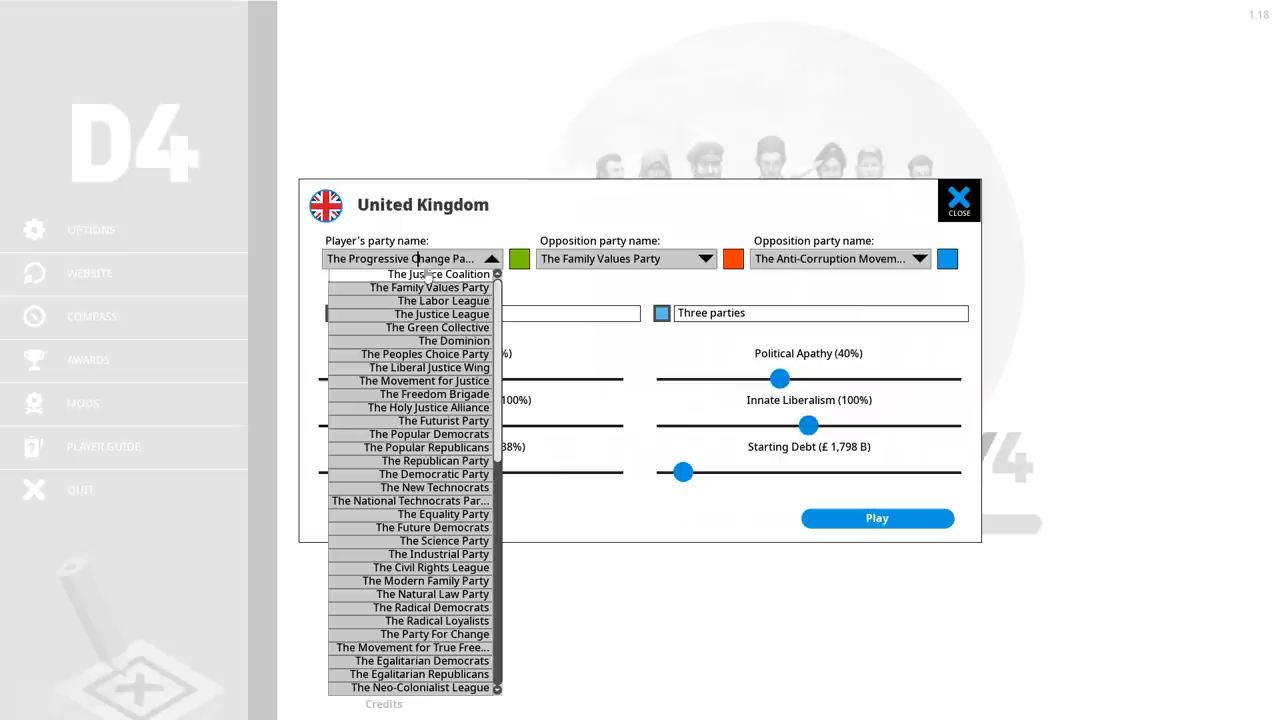 1.18
D4
OPTIONS
WEBSITE
COMPASS
AWARDS
MODS
PLAYER GUIDE
QUIT
United Kingdom
CLOSE
Player's party name:
Opposition party name:
Opposition party name:
The Progressive Change Pa...
The Family Values Party
The Anti-Corruption Movem...
The Justice Coalition
The Family Values Party
The Labor League
The Justice League
The Green Collective
The Dominion
The Peoples Choice Party
The Liberal Justice Wing
The Movement for Justice
The Freedom Brigade
The Holy Justice Alliance
The Futurist Party
The Popular Democrats
The Popular Republicans
The Republican Party
The Democratic Party
The New Technocrats
The National Technocrats Par...
The Equality Party
The Future Democrats
The Science Party
The Industrial Party
The Civil Rights League
The Modern Family Party
The Natural Law Party
The Radical Democrats
The Radical Loyalists
The Party For Change
The Movement for True Free...
The Egalitarian Democrats
The Egalitarian Republicans
The Neo-Colonialist League
Three parties
%)
Political Apathy (40%)
100%)
Innate Liberalism (100%)
38%)
Starting Debt (£ 1,798 B)
Play
Credits